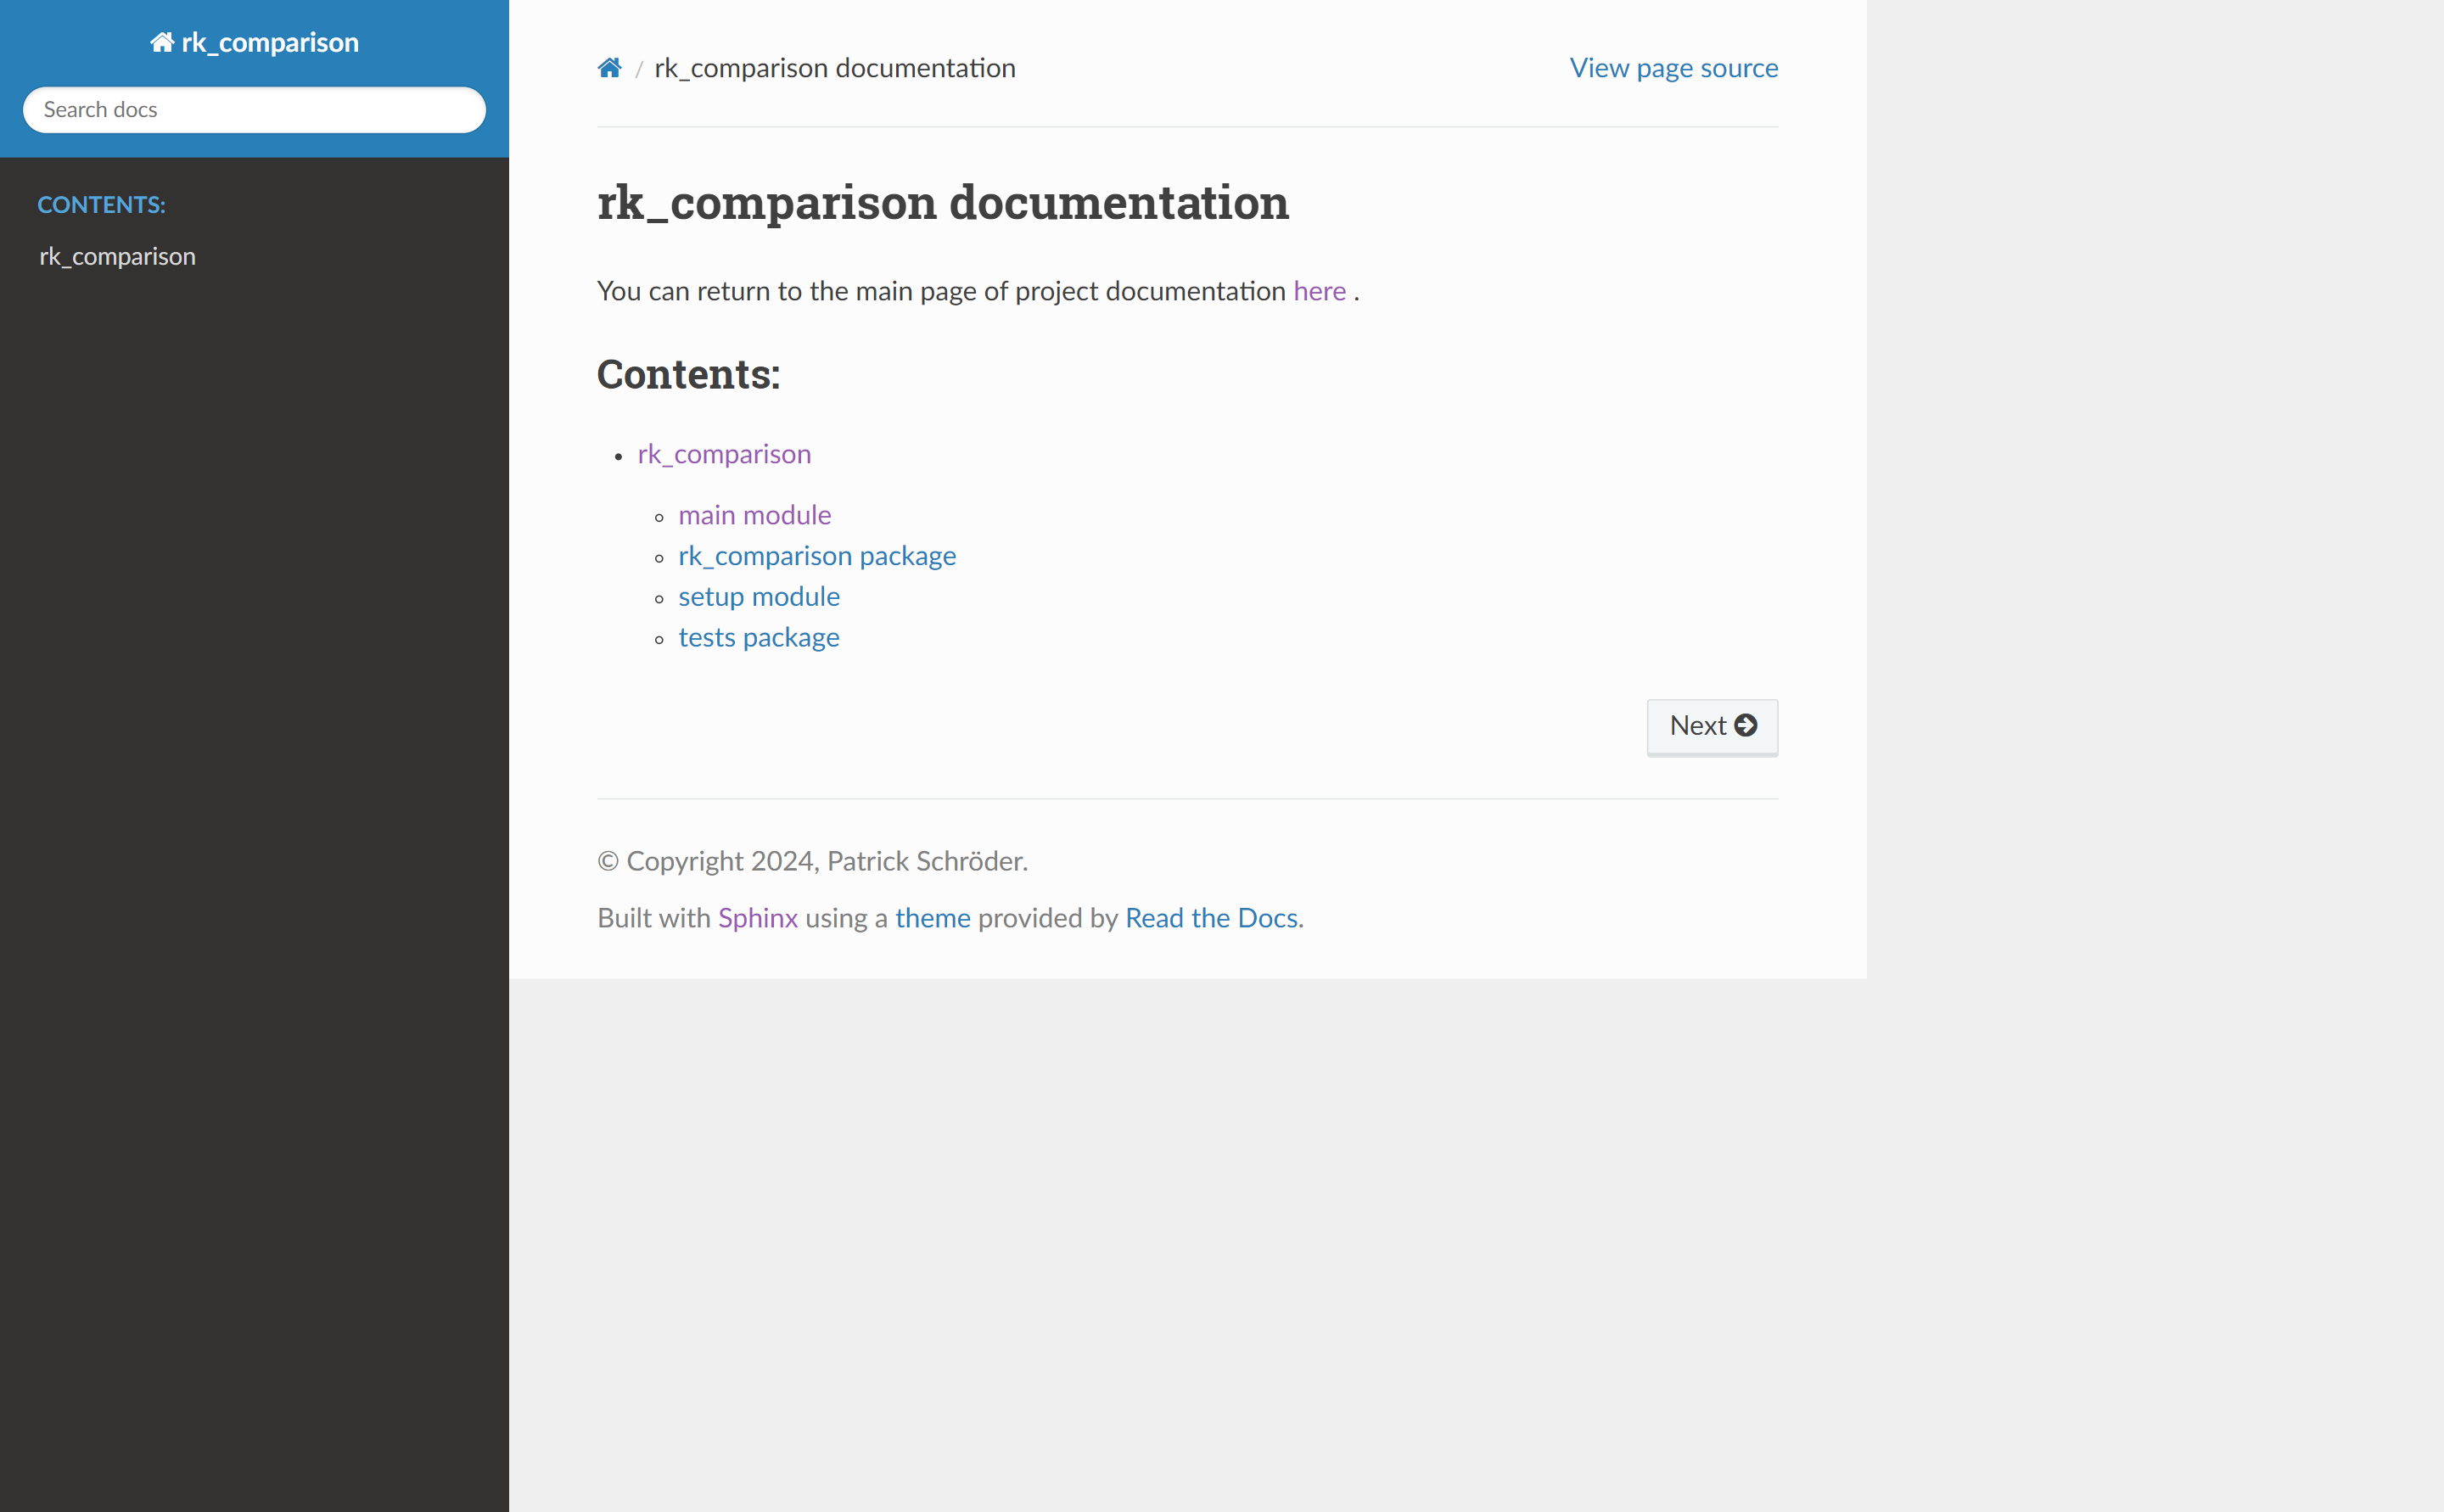 rk_comparison
Search docs
CONTENTS:
rk_comparison
/ rk_comparison documentation
View page source
rk_comparison documentation
You can return to the main page of project documentation here .
Contents:
• rk_comparison
◦ main module
◦ rk_comparison package
◦ setup module
◦ tests package
Next
© Copyright 2024, Patrick Schröder.
Built with Sphinx using a theme provided by Read the Docs.